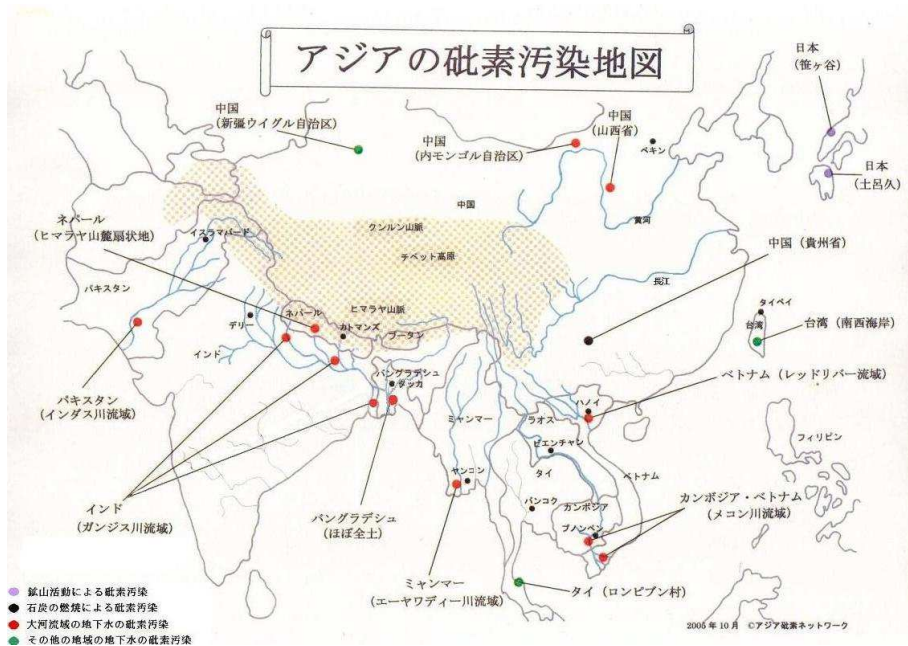 アジアの砒素汚染地図
日本
(笹ヶ谷)
日本
(土呂久)
中国
(新疆ウイグル自治区)
中国
(内モンゴル自治区)
中国
(山西省)
ペキン
中国
黄河
クンルン山脈
チベット高原
ネパール
(ヒマラヤ山麓扇状地)
イスラマバード
パキスタン
中国(貴州省)
長江
ヒマラヤ山脈
ネパール
カトマンズ
ブータン
デリー
インド
タイペイ
台湾
台湾(南西海岸)
バングラデシュ
ダッカ
ベトナム(レッドリバー流域)
ハノイ
ラオス
ミャンマー
パキスタン
(インダス川流域)
ビエンチャン
タイ
ベトナム
フィリピン
ヤンゴン
バンコク
カンボジア
プノンペン
カンボジア・ベトナム
(メコン川流域)
インド
(ガンジス川流域)
バングラデシュ
(ほぼ全土)
ミャンマー
(エーヤワディー川流域)
タイ(ロンピブン村)
鉱山活動による砒素汚染
石炭の燃焼による砒素汚染
大河流域の地下水の砒素汚染
その他の地域の地下水の砒素汚染
2005年10月 ©アジア砒素ネットワーク